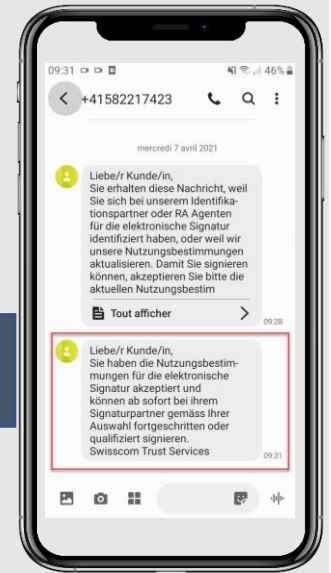 09:31
46%
+41582217423
mercredi 7 avril 2021
Liebe/r Kunde/in,
Sie erhalten diese Nachricht, weil
Sie sich bei unserem Identifika-
tionspartner oder RA Agenten
für die elektronische Signatur
identifiziert haben, oder weil wir
unsere Nutzungsbestimmungen
aktualisieren. Damit Sie signieren
können, akzeptieren Sie bitte die
aktuellen Nutzungsbestim
Tout afficher
09:28
Liebe/r Kunde/in,
Sie haben die Nutzungsbestim-
mungen für die elektronische
Signatur akzeptiert und
können ab sofort bei ihrem
Signaturpartner gemäss Ihrer
Auswahl fortgeschritten oder
qualifiziert signieren.
Swisscom Trust Services
09:31